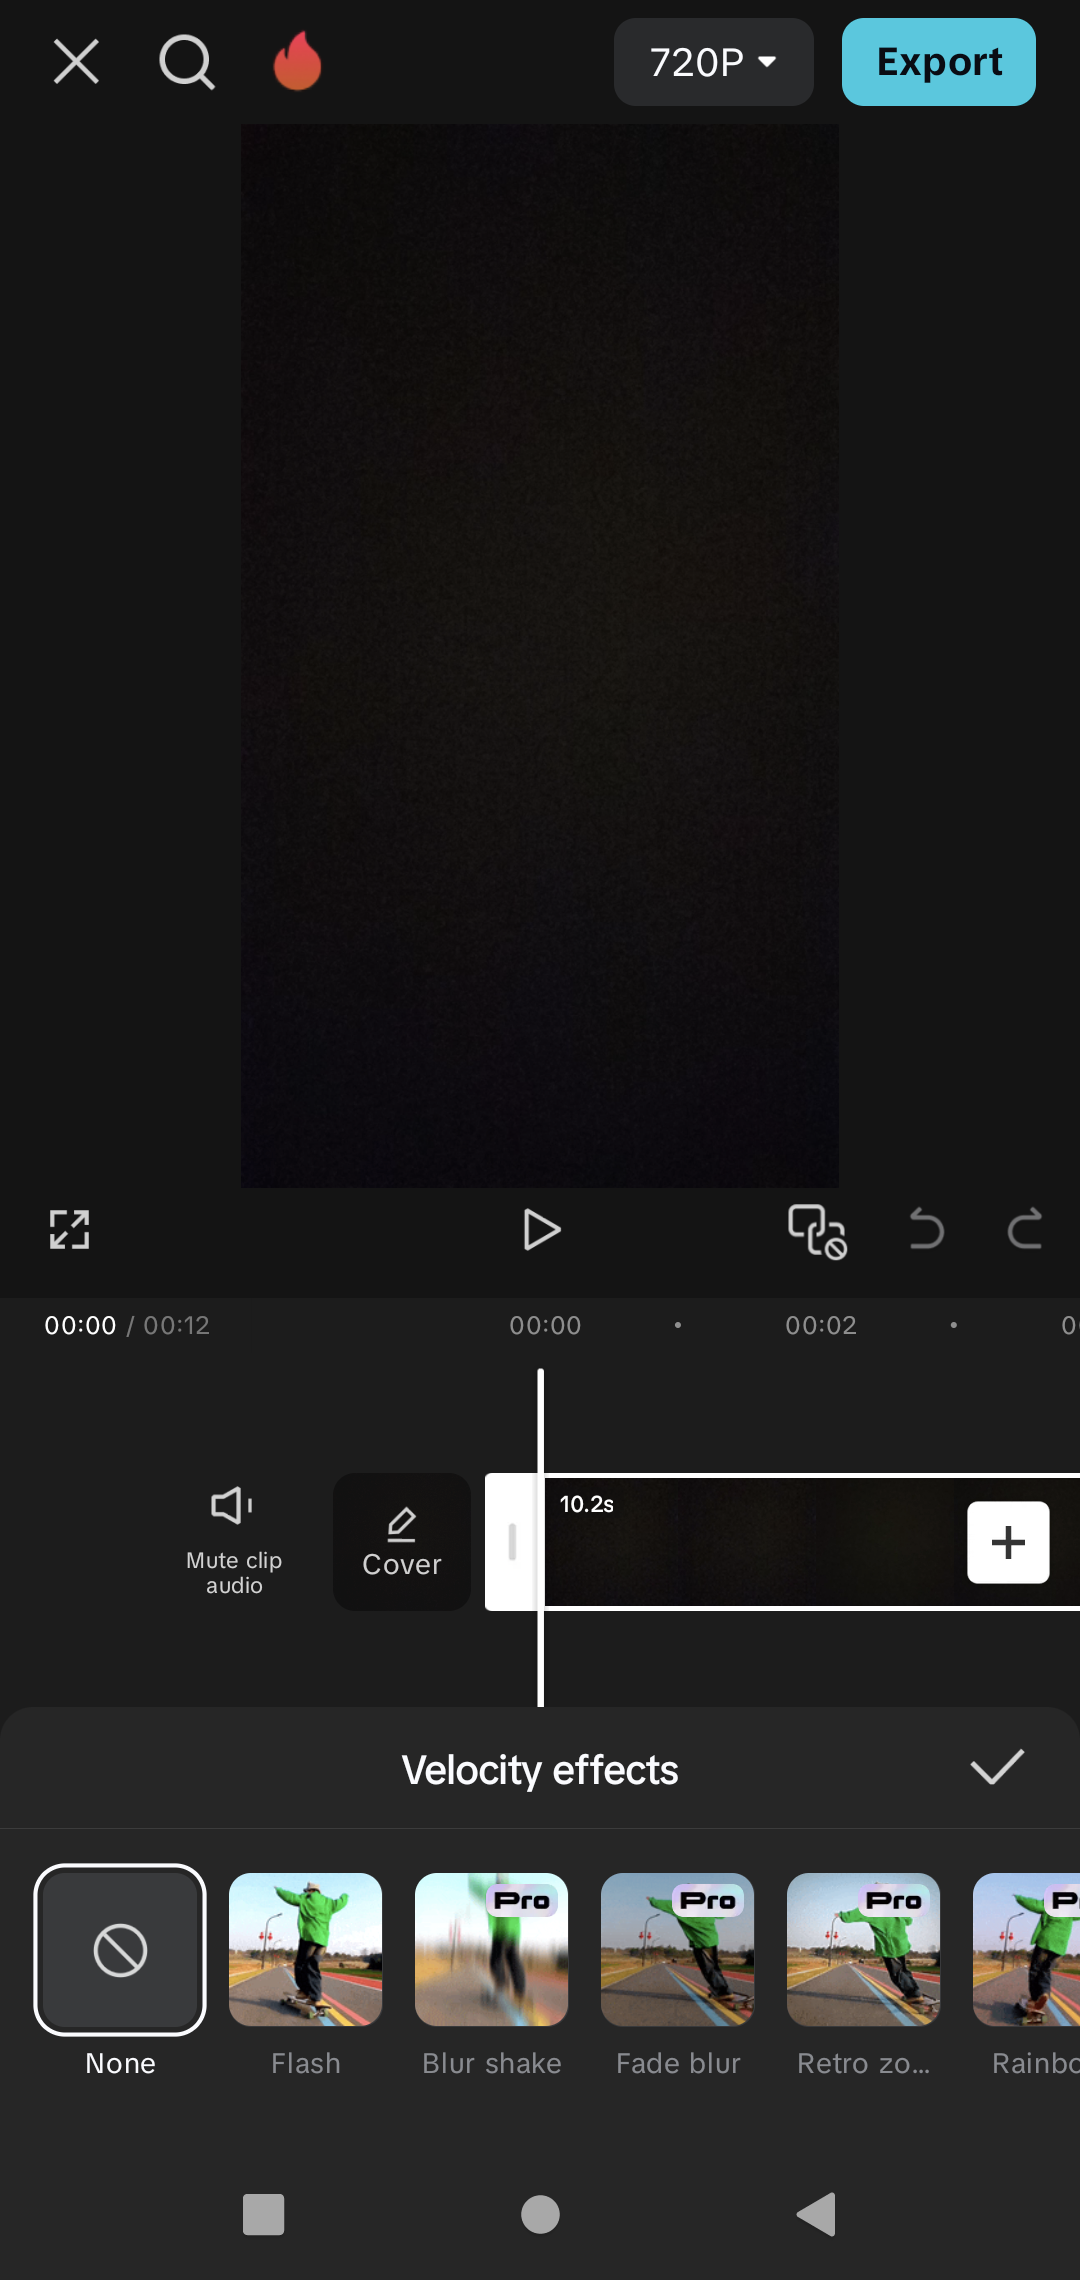 720P
Export
00:00 / 00:12
00:00
00:02
Mute clip
audio
Cover
10.2s
Velocity effects
Pro
Pro
Pro
None
Flash
Blur shake
Fade blur
Retro zo...